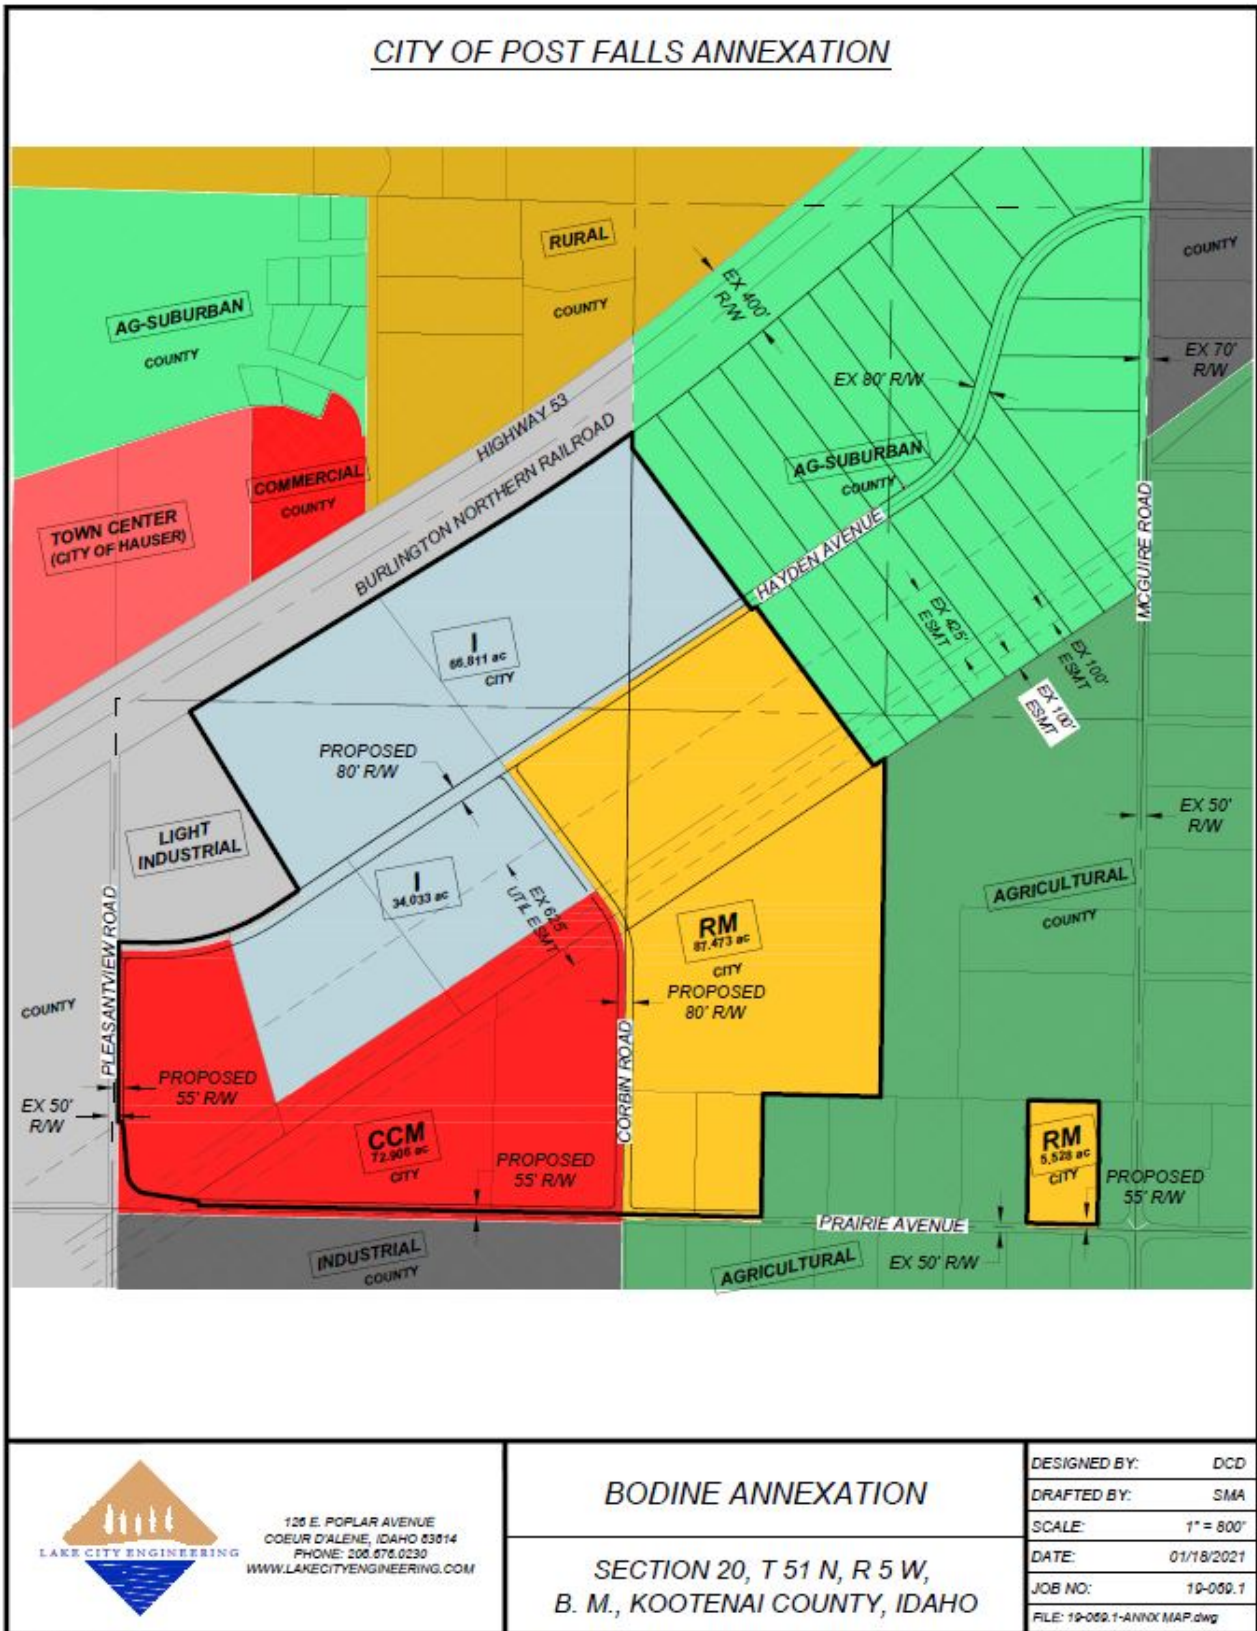 CITY OF POST FALLS ANNEXATION
RURAL
COUNTY
COUNTY
AG-SUBURBAN
COUNTY
EX 400'
R/W
EX 70'
R/W
EX 80' R/W
HIGHWAY 53
BURLINGTON NORTHERN RAILROAD
AG-SUBURBAN
COUNTY
COMMERCIAL
COUNTY
TOWN CENTER
(CITY OF HAUSER)
HAYDEN AVENUE
MCGUIRE ROAD
EX 425'
ESMT
EX 100'
ESMT
EX 100'
ESMT
I
66.811 ac
CITY
PROPOSED
80' R/W
LIGHT
INDUSTRIAL
EX 50'
R/W
I
34.033 ac
EX 625'
UTIL ESMT
AGRICULTURAL
COUNTY
RM
87.473 ac
CITY
PROPOSED
80' R/W
COUNTY
PLEASANTVIEW ROAD
PROPOSED
55' R/W
EX 50'
R/W
CORBIN ROAD
CCM
72.906 ac
CITY
PROPOSED
55' R/W
RM
5.528 ac
CITY
PROPOSED
55' R/W
PRAIRIE AVENUE
INDUSTRIAL
COUNTY
AGRICULTURAL
EX 50' R/W
LAKE CITY ENGINEERING
126 E. POPLAR AVENUE
COEUR D'ALENE, IDAHO 83814
PHONE: 208.676.0230
WWW.LAKECITYENGINEERING.COM
BODINE ANNEXATION
SECTION 20, T 51 N, R 5 W,
B. M., KOOTENAI COUNTY, IDAHO
DESIGNED BY: DCD
DRAFTED BY: SMA
SCALE: 1" = 800'
DATE: 01/18/2021
JOB NO: 19-069.1
FILE: 19-069.1-ANNX MAP.dwg